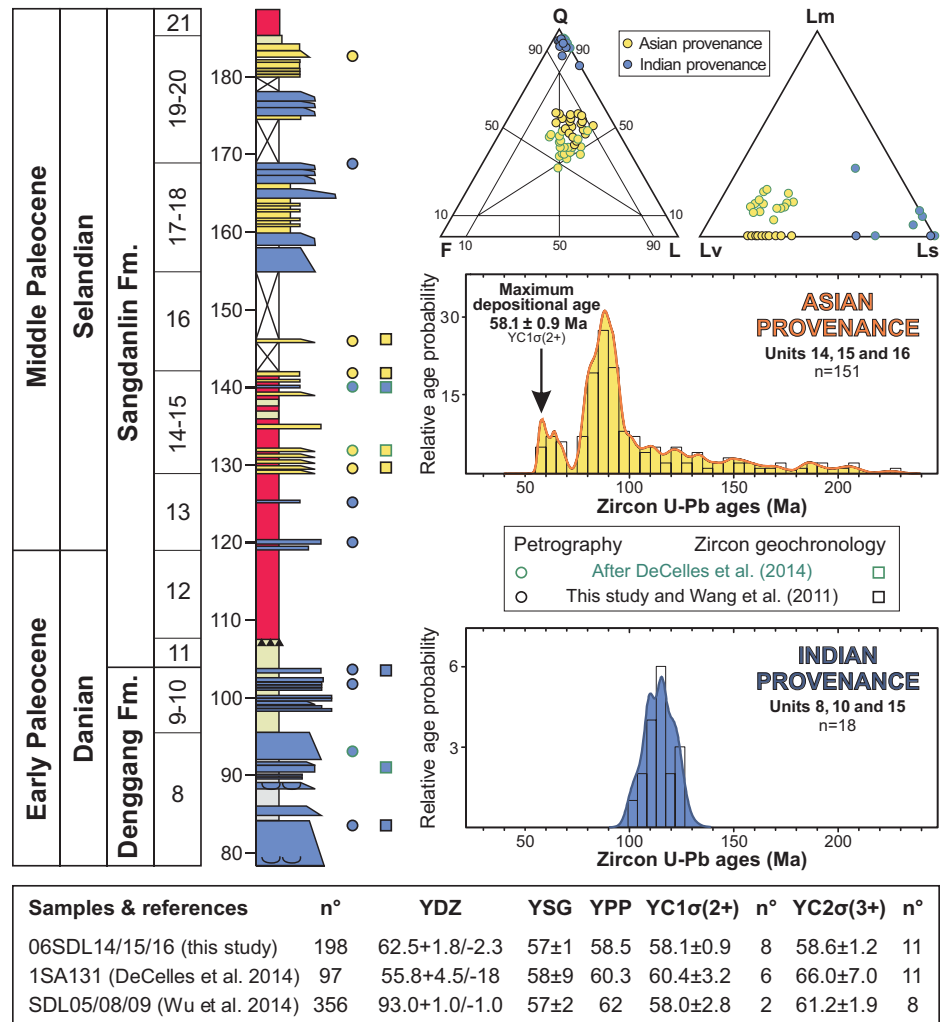 Middle Paleocene
Early Paleocene
Selandian
Danian
Sangdanlin Fm.
Denggang Fm.
21
19-20
17-18
16
14-15
13
12
11
9-10
8
180
170
160
150
140
130
120
110
100
90
80
Q
90
90
50
50
10
10
F
10
50
90
L
Asian provenance
Indian provenance
Lm
Lv
Ls
Relative age probability
30
15
Maximum
depositional age
58.1 ± 0.9 Ma
YC1σ(2+)
ASIAN
PROVENANCE
Units 14, 15 and 16
n=151
50
100
150
200
Zircon U-Pb ages (Ma)
Petrography Zircon geochronology
After DeCelles et al. (2014)
This study and Wang et al. (2011)
Relative age probability
6
3
INDIAN
PROVENANCE
Units 8, 10 and 15
n=18
50
100
150
200
Zircon U-Pb ages (Ma)
Samples & references n° YDZ YSG YPP YC1σ(2+) n° YC2σ(3+) n°
06SDL14/15/16 (this study) 198 62.5+1.8/-2.3 57±1 58.5 58.1±0.9 8 58.6±1.2 11
1SA131 (DeCelles et al. 2014) 97 55.8+4.5/-18 58±9 60.3 60.4±3.2 6 66.0±7.0 11
SDL05/08/09 (Wu et al. 2014) 356 93.0+1.0/-1.0 57±2 62 58.0±2.8 2 61.2±1.9 8